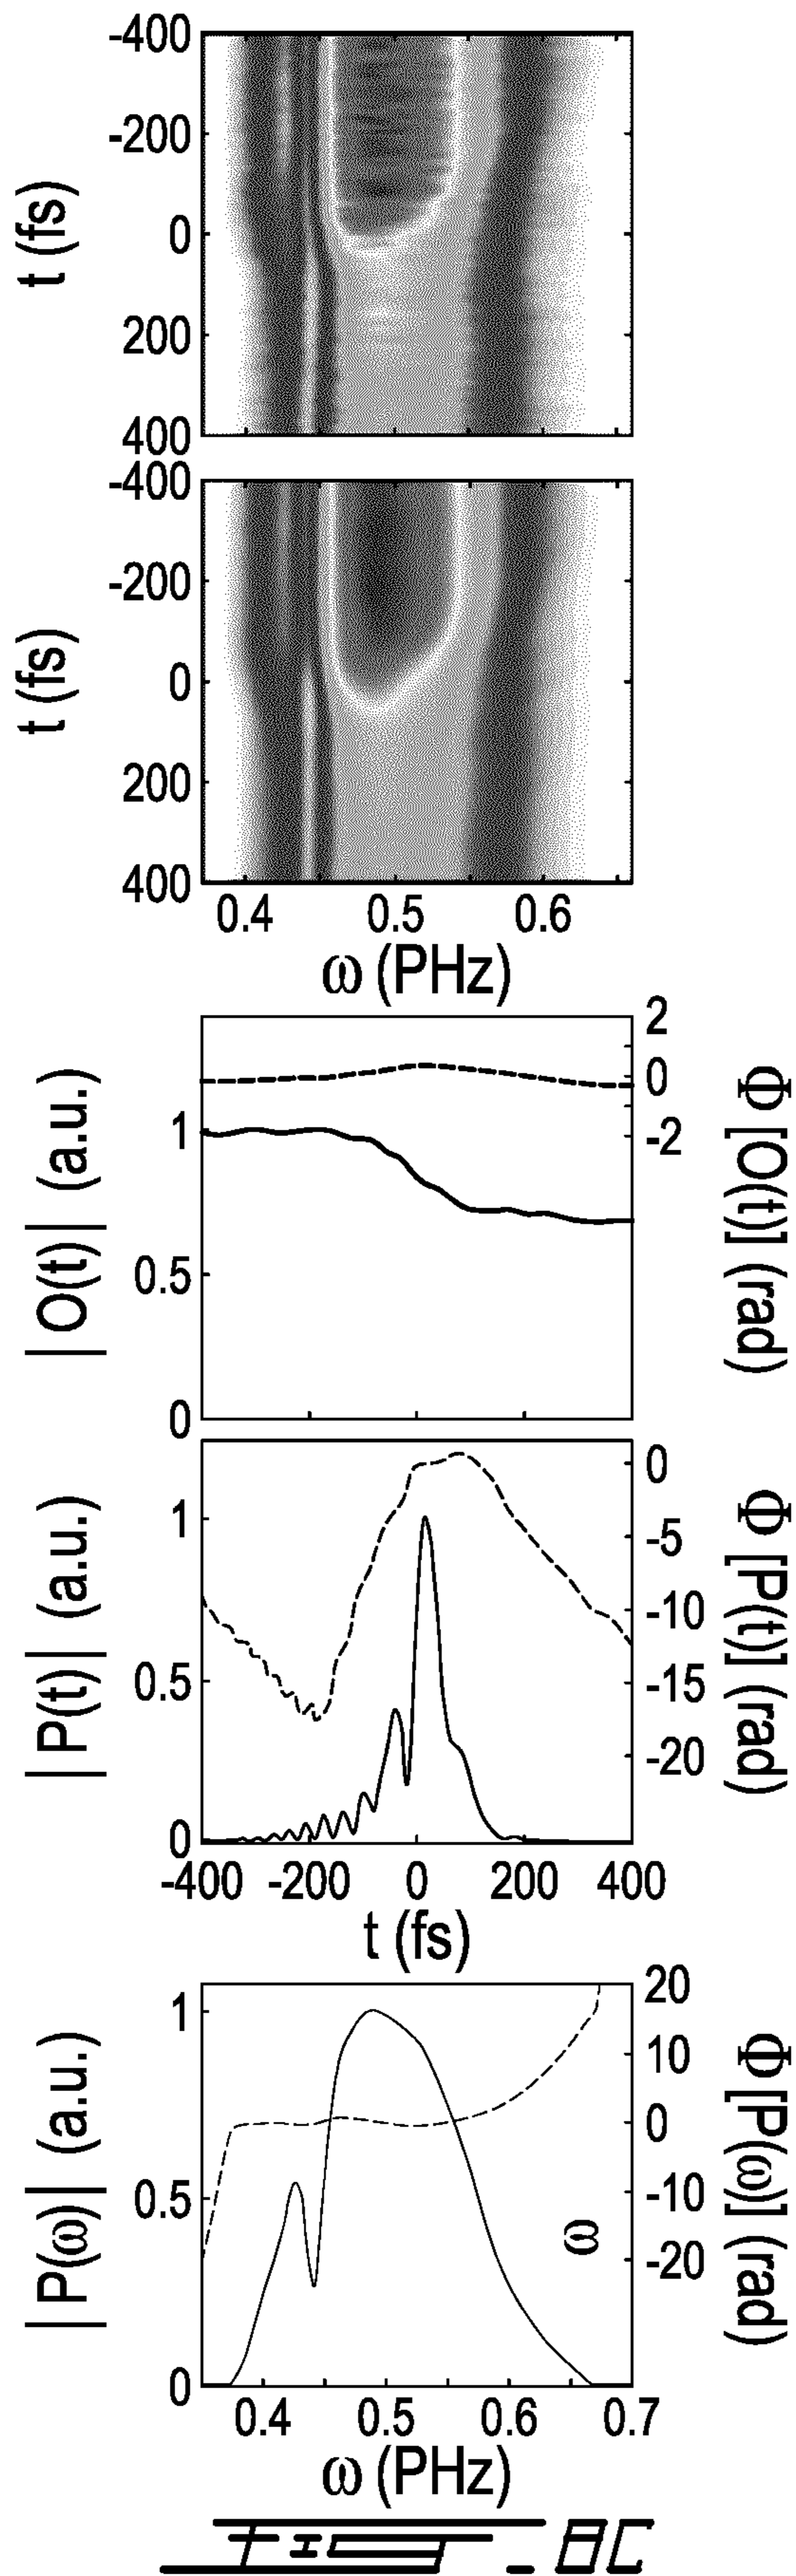 -400
-200
0
200
400
t (fs)
-400
-200
0
200
400
t (fs)
0.4 0.5 0.6
ω (PHz)
1
0.5
0
|O(t)| (a.u.)
2
0
-2
Φ [O(t)] (rad)
1
0.5
0
|P(t)| (a.u.)
0
-5
-10
-15
-20
Φ [P(t)] (rad)
-400 -200 0 200 400
t (fs)
1
0.5
0
|P(ω)| (a.u.)
20
10
0
-10
-20
Φ [P(ω)] (rad)
ω
0.4 0.5 0.6 0.7
ω (PHz)
Fig-8C